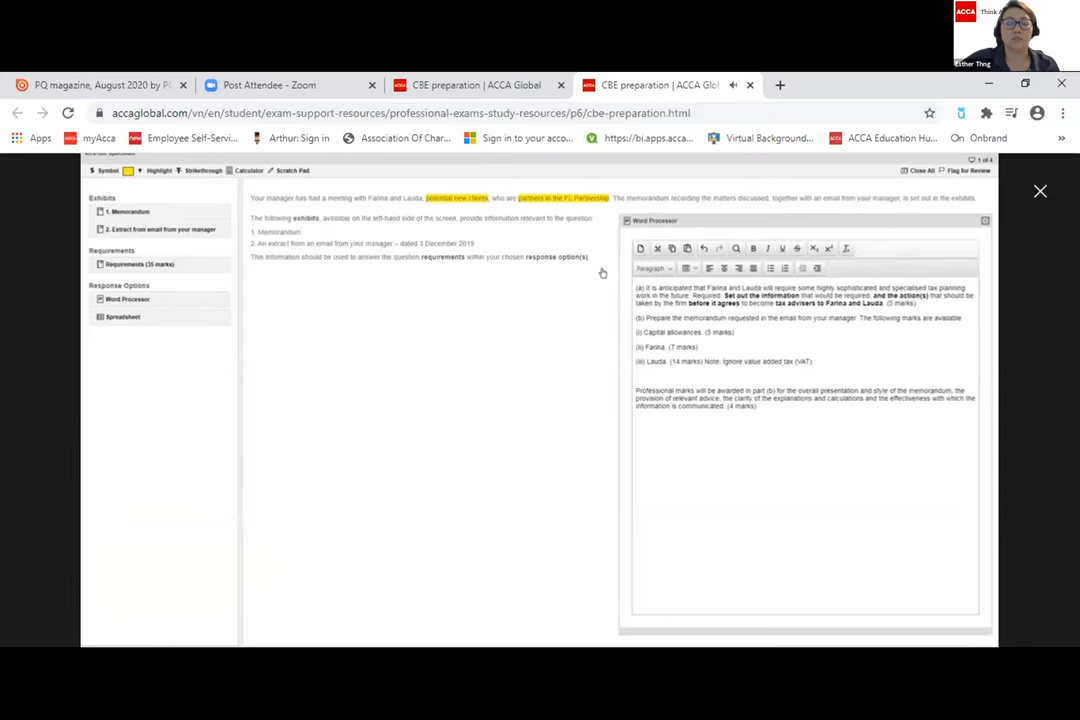 ACCA Think A
Esther Thng
PQ magazine, August 2020 by P
Post Attendee - Zoom
CBE preparation | ACCA Global
CBE preparation | ACCA Glo
accaglobal.com/vn/en/student/exam-support-resources/professional-exams-study-resources/p6/cbe-preparation.html
Apps
myAcca
Employee Self-Servi...
Arthur: Sign in
Association Of Char...
Sign in to your acco...
https://bi.apps.acca...
Virtual Background...
ACCA Education Hu...
On Onbrand
»
Symbol
Highlight
Strikethrough
Calculator
Scratch Pad
1 of 4
Close All
Flag for Review
Exhibits
1. Memorandum
2. Extract from email from your manager
Requirements
Requirements (35 marks)
Response Options
Word Processor
Spreadsheet
Your manager has had a meeting with Farina and Lauda, potential new clients, who are partners in the FL Partnership. The memorandum recording the matters discussed, together with an email from your manager, is set out in the exhibits.
The following exhibits, available on the left-hand side of the screen, provide information relevant to the question:
1. Memorandum
2. An extract from an email from your manager – dated 3 December 2019
This information should be used to answer the question requirements within your chosen response option(s).
Word Processor
Paragraph
(a) It is anticipated that Farina and Lauda will require some highly sophisticated and specialised tax planning
work in the future. Required: Set out the information that would be required, and the action(s) that should be
taken by the firm before it agrees to become tax advisers to Farina and Lauda (5 marks)
(b) Prepare the memorandum requested in the email from your manager. The following marks are available:
(i) Capital allowances. (5 marks)
(ii) Farina. (7 marks)
(iii) Lauda. (14 marks) Note: Ignore value added tax (VAT).
Professional marks will be awarded in part (b) for the overall presentation and style of the memorandum, the
provision of relevant advice, the clarity of the explanations and calculations and the effectiveness with which the
information is communicated. (4 marks)